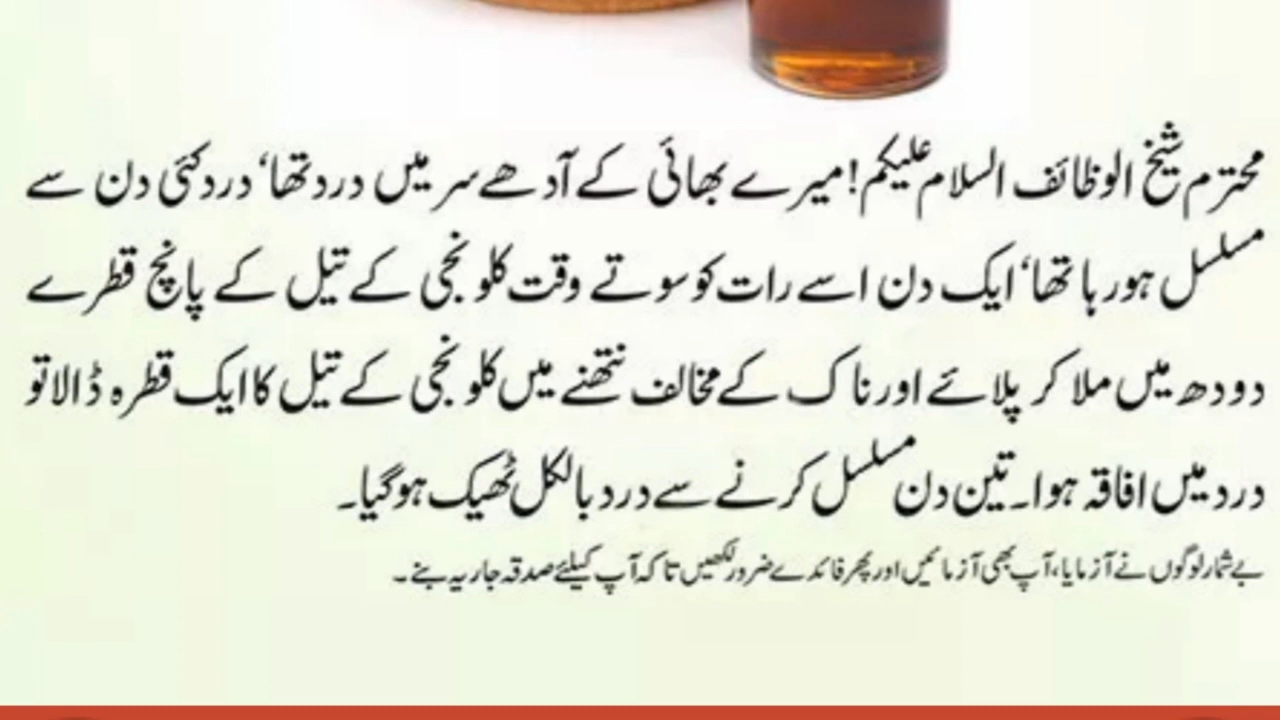 محترم شیخ الوظائف السلام علیکم! میرے بھائی کے آدھے سر میں درد تھا‘ درد کئی دن سے
مسلسل ہورہا تھا‘ ایک دن اسے رات کو سوتے وقت کلونجی کے تیل کے پانچ قطرے
دودھ میں ملا کر پلائے اور ناک کے مخالف نتھنے میں کلونجی کے تیل کا ایک قطرہ ڈالا تو
درد میں افاقہ ہوا۔ تین دن مسلسل کرنے سے درد بالکل ٹھیک ہوگیا۔
بے شمار لوگوں نے آزمایا، آپ بھی آزمائیں اور پھر فائدے ضرور لکھیں تاکہ آپ کیلئے صدقہ جاریہ بنے۔